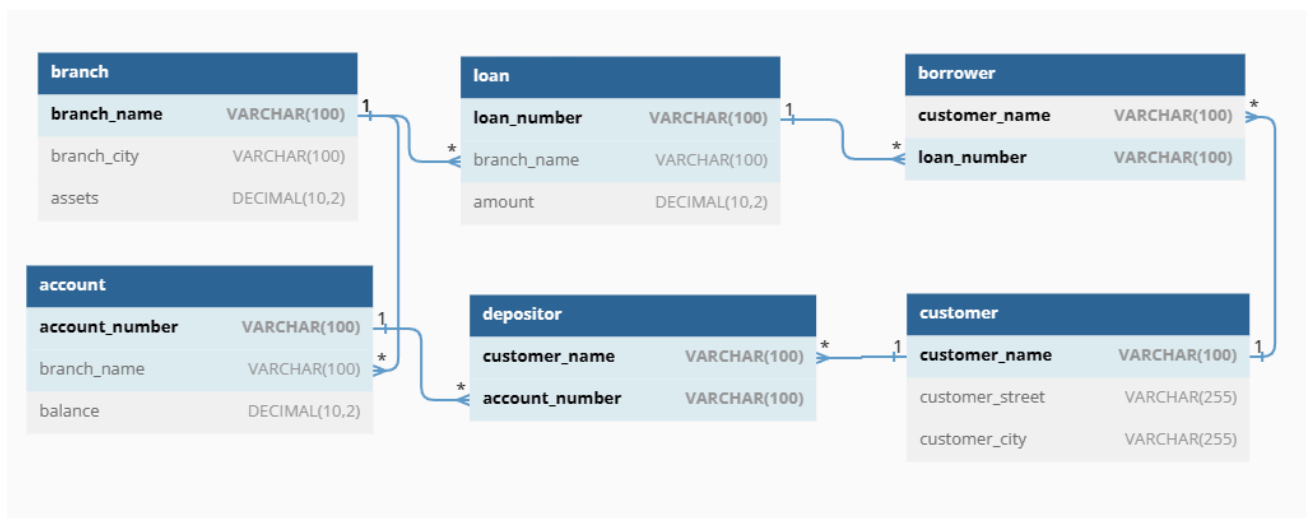 branch
branch_name VARCHAR(100)
branch_city VARCHAR(100)
assets DECIMAL(10,2)
1
*
loan
loan_number VARCHAR(100)
branch_name VARCHAR(100)
amount DECIMAL(10,2)
1
*
borrower
customer_name VARCHAR(100)
loan_number VARCHAR(100)
*
account
account_number VARCHAR(100)
branch_name VARCHAR(100)
balance DECIMAL(10,2)
1
*
*
depositor
customer_name VARCHAR(100)
account_number VARCHAR(100)
*
1
customer
customer_name VARCHAR(100)
customer_street VARCHAR(255)
customer_city VARCHAR(255)
1